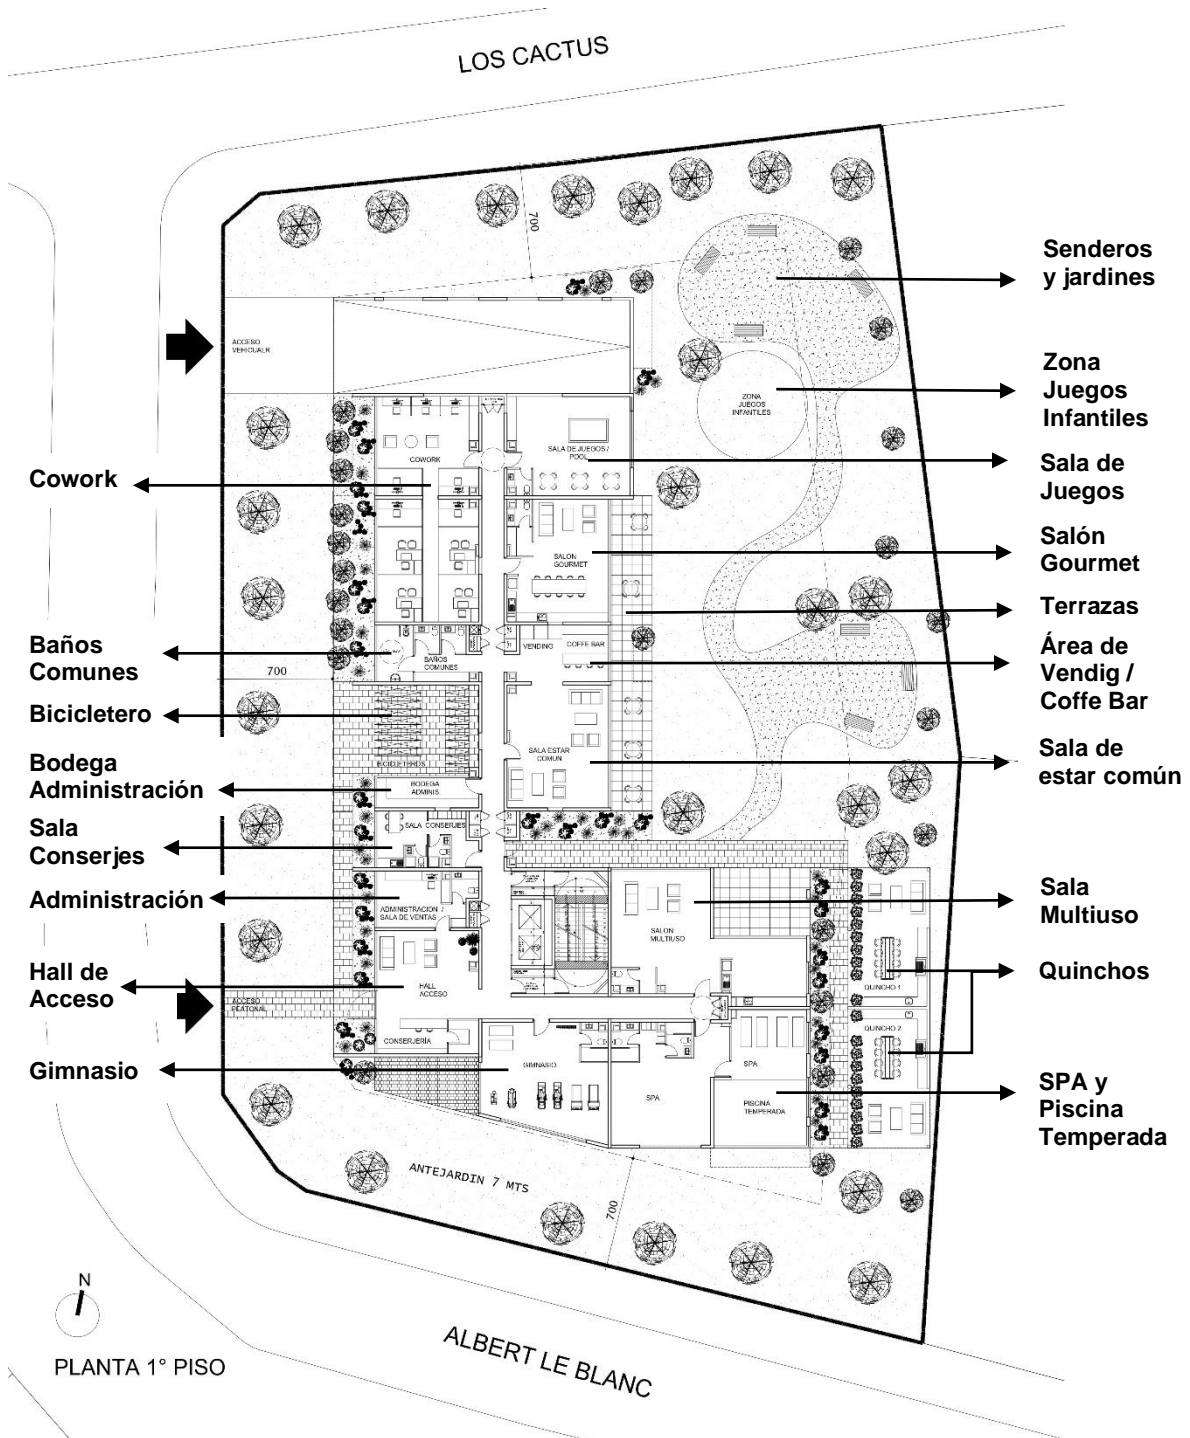 LOS CACTUS
700
Senderos
y jardines
ACCESO
VEHICUALR
Zona
Juegos
Infantiles
ZONA
JUEGOS
INFANTILES
COWORK
SALA DE JUEGOS /
POOL
Cowork
Sala de
Juegos
SALON
GOURMET
Salón
Gourmet
Terrazas
Baños
Comunes
BAÑOS
COMUNES
VENDING
COFFE BAR
Área de
Vendig /
Coffe Bar
700
Bicicletero
BICICLETEROS
SALA ESTAR
COMUN
Sala de
estar común
Bodega
Administración
BODEGA
ADMINIS
Sala
Conserjes
SALA CONSERJES
Administración
ADMINISTRACION /
SALA DE VENTAS
SALON
MULTIUSO
Sala
Multiuso
Hall de
Acceso
HALL
ACCESO
ACCESO
PEATONAL
QUINCHO 1
Quinchos
QUINCHO 2
CONSERJERÍA
Gimnasio
GIMNASIO
SPA
SPA
PISCINA
TEMPERADA
SPA y
Piscina
Temperada
ANTEJARDIN 7 MTS
700
N
PLANTA 1° PISO
ALBERT LE BLANC